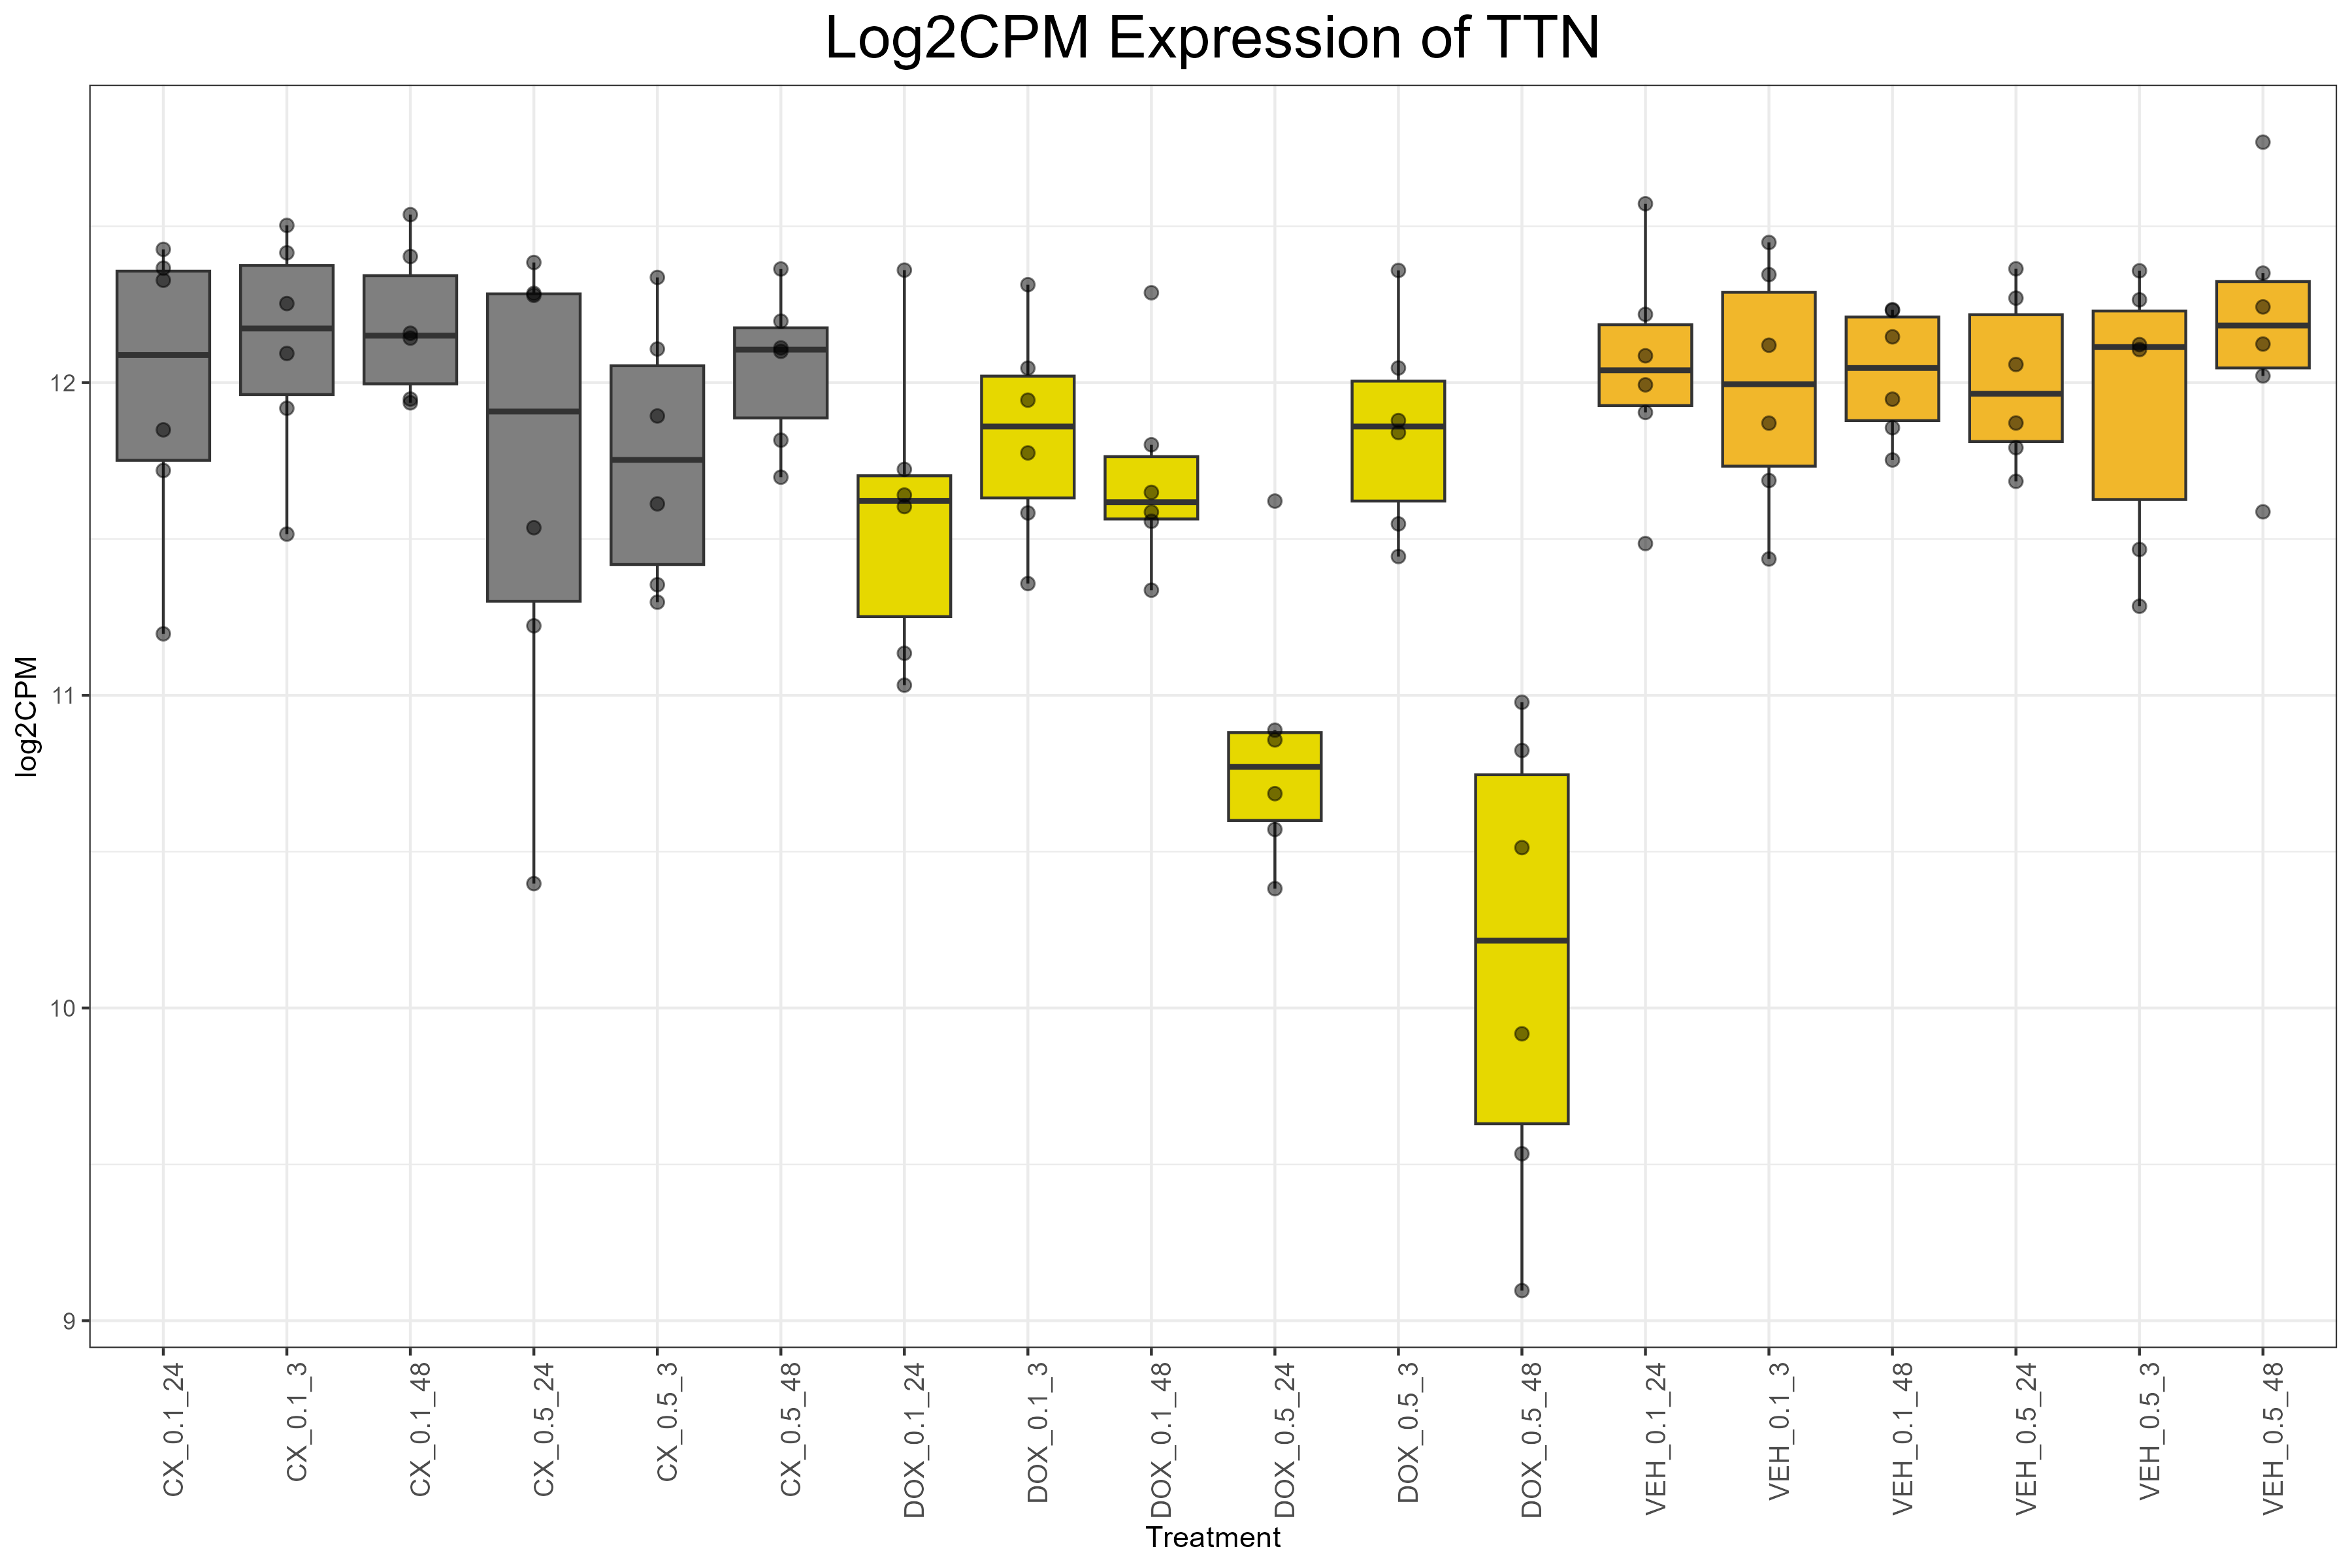 Log2CPM Expression of TTN
log2CPM
12
11
10
9
CX_0.1_24
CX_0.1_3
CX_0.1_48
CX_0.5_24
CX_0.5_3
CX_0.5_48
DOX_0.1_24
DOX_0.1_3
DOX_0.1_48
DOX_0.5_24
DOX_0.5_3
DOX_0.5_48
VEH_0.1_24
VEH_0.1_3
VEH_0.1_48
VEH_0.5_24
VEH_0.5_3
VEH_0.5_48
Treatment